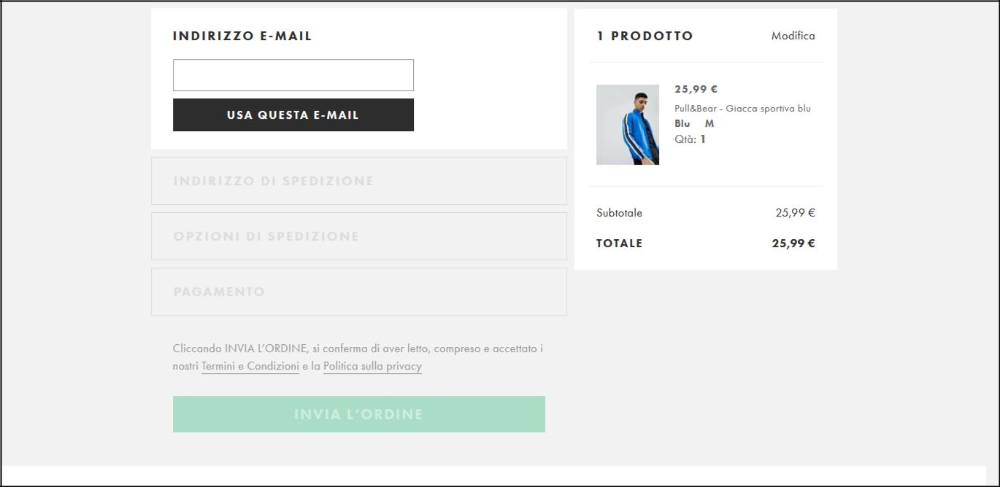 INDIRIZZO E-MAIL
USA QUESTA E-MAIL
INDIRIZZO DI SPEDIZIONE
OPZIONI DI SPEDIZIONE
PAGAMENTO
Cliccando INVIA L'ORDINE, si conferma di aver letto, compreso e accettato i
nostri Termini e Condizioni e la Politica sulla privacy
INVIA L'ORDINE
1 PRODOTTO Modifica
25,99 €
Pull&Bear - Giacca sportiva blu
Blu M
Qtà: 1
Subtotale 25,99 €
TOTALE 25,99 €